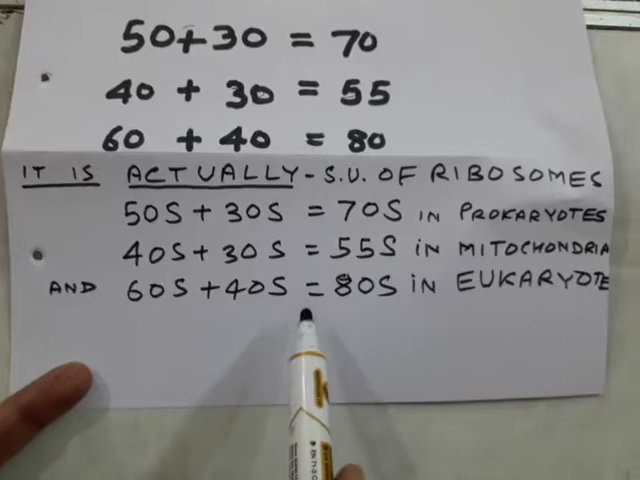 50+30 = 70
40 + 30 = 55
60 + 40 = 80
IT IS ACTUALLY - S.U. OF RIBOSOMES
50S + 30S = 70S IN PROKARYOTES
40S + 30S = 55S IN MITOCHONDRIA
AND 60S + 40S = 80S IN EUKARYOTE